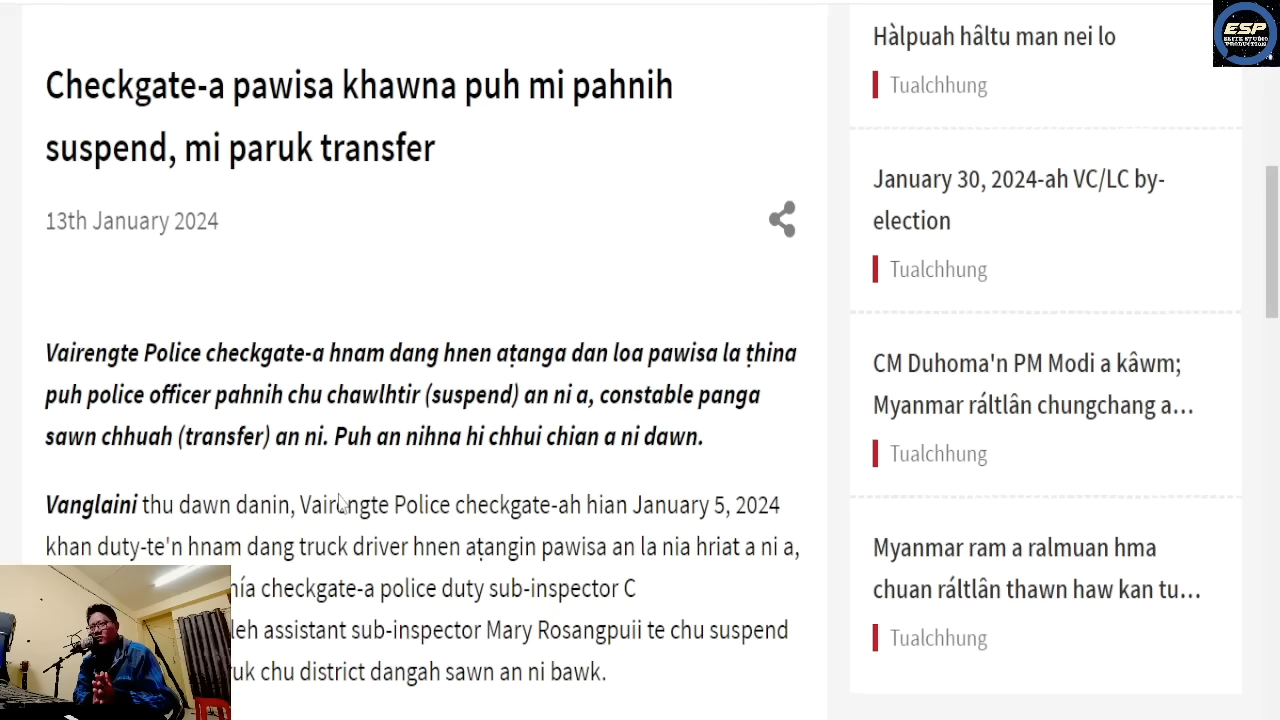 Checkgate-a pawisa khawna puh mi pahnih
suspend, mi paruk transfer
13th January 2024
Vairengte Police checkgate-a hnam dang hnen aṭanga dan loa pawisa la ṭhina
puh police officer pahnih chu chawlhtir (suspend) an ni a, constable panga
sawn chhuah (transfer) an ni. Puh an nihna hi chhui chian a ni dawn.
Vanglaini thu dawn danin, Vairengte Police checkgate-ah hian January 5, 2024
khan duty-te'n hnam dang truck driver hnen aṭangin pawisa an la nia hriat a ni a,
checkgate-a police duty sub-inspector C
leh assistant sub-inspector Mary Rosangpuii te chu suspend
chu district dangah sawn an ni bawk.
Hàlpuah hâltu man nei lo
Tualchhung
January 30, 2024-ah VC/LC by-
election
Tualchhung
CM Duhoma'n PM Modi a kâwm;
Myanmar ráltlân chungchang a...
Tualchhung
Myanmar ram a ralmuan hma
chuan ráltlân thawn haw kan tu...
Tualchhung
ESP
ELITE STUDIO
PRODUCTION